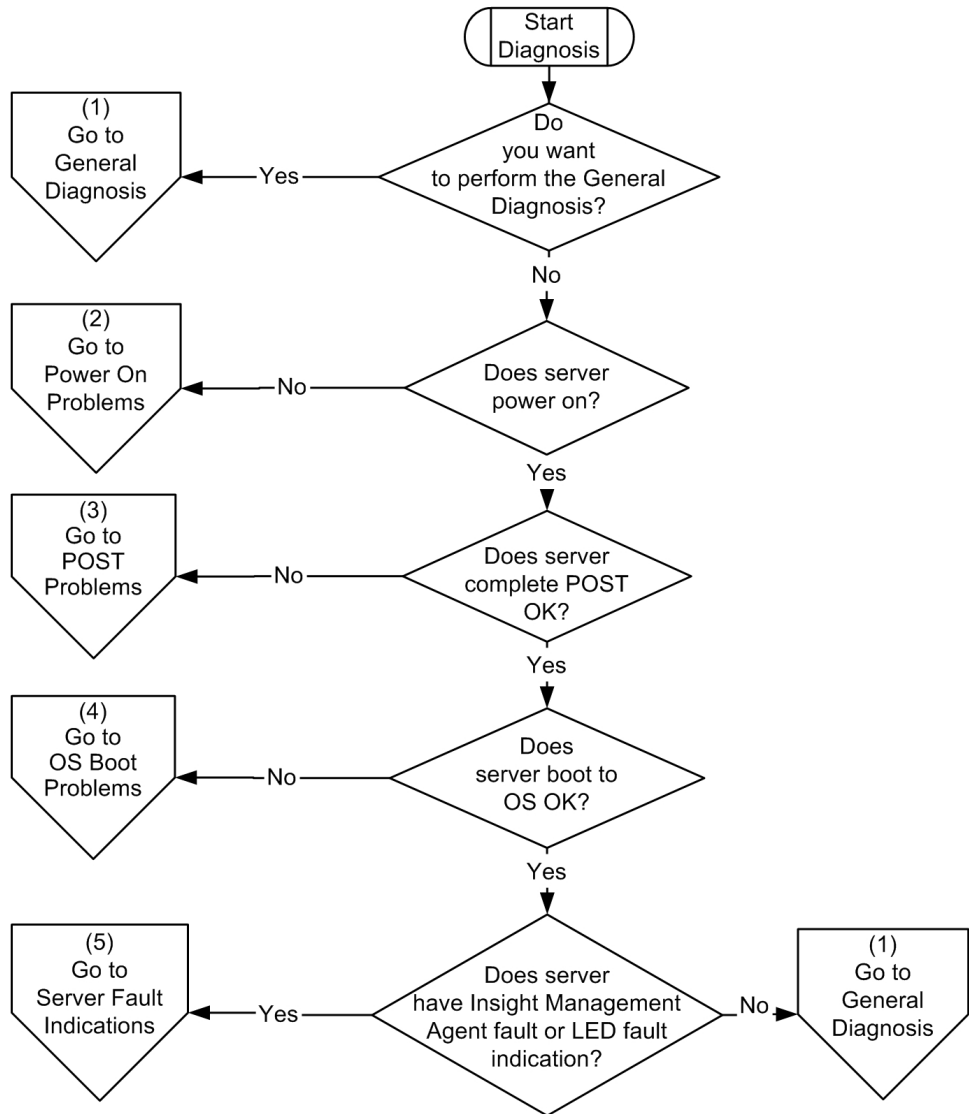 Start
Diagnosis
(1)
Go to
General
Diagnosis
Yes
Do
you want
to perform the General
Diagnosis?
No
(2)
Go to
Power On
Problems
No
Does server
power on?
Yes
(3)
Go to
POST
Problems
No
Does server
complete POST
OK?
Yes
(4)
Go to
OS Boot
Problems
No
Does
server boot to
OS OK?
Yes
(5)
Go to
Server Fault
Indications
Yes
Does server
have Insight Management
Agent fault or LED fault
indication?
No
(1)
Go to
General
Diagnosis